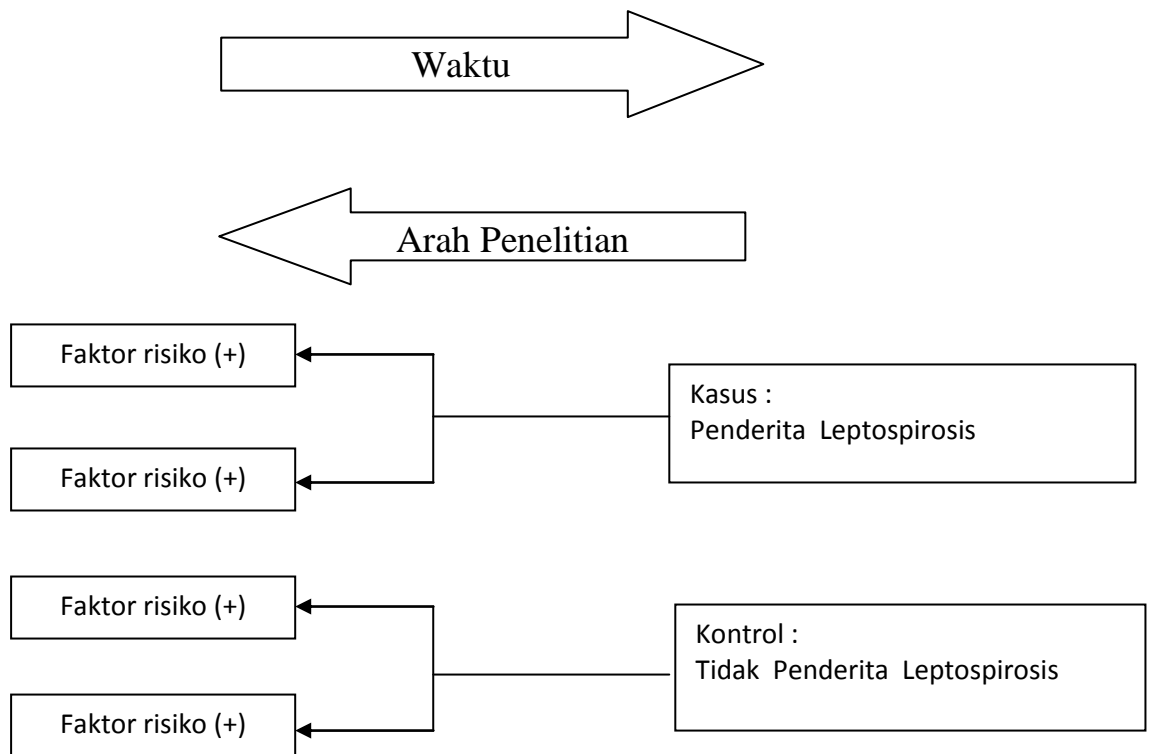 Waktu
Arah Penelitian
Faktor risiko (+)
Kasus :
Penderita Leptospirosis
Faktor risiko (+)
Faktor risiko (+)
Kontrol :
Tidak Penderita Leptospirosis
Faktor risiko (+)